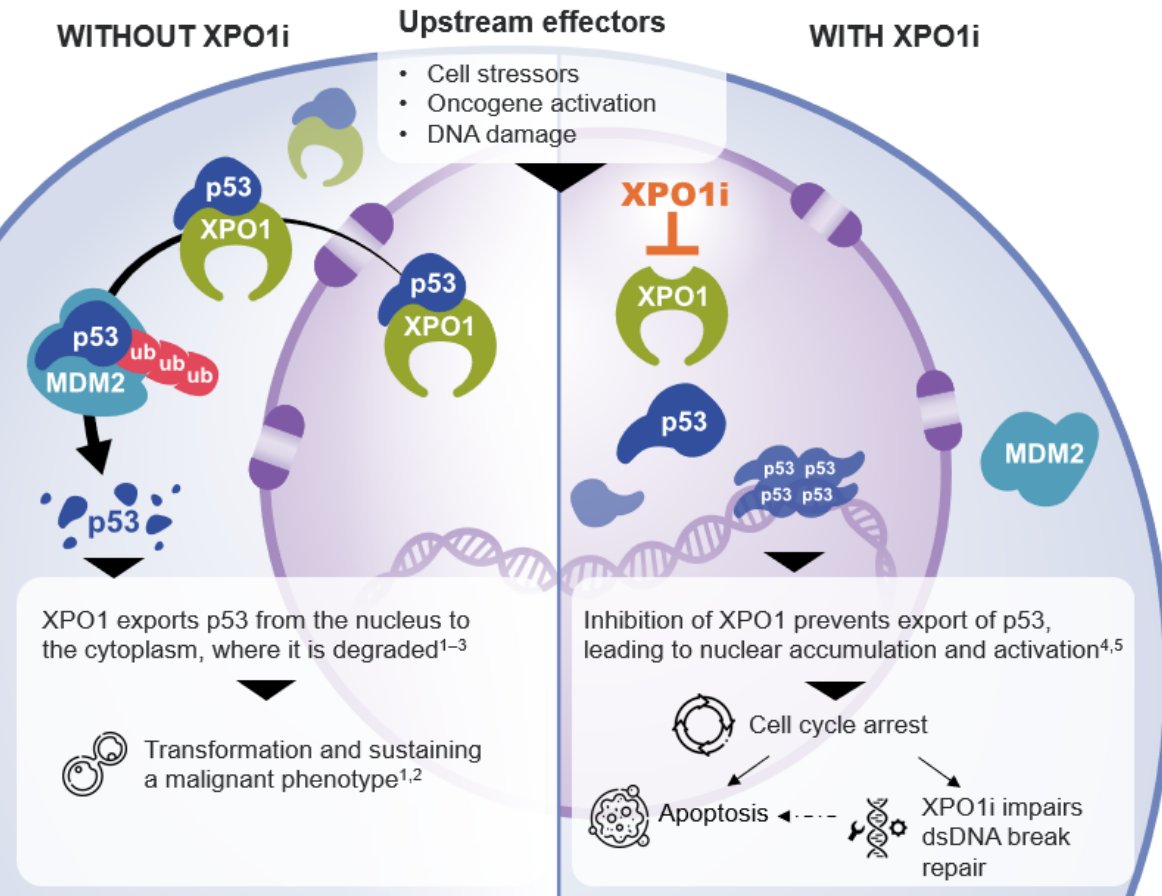 WITHOUT XPO1i
Upstream effectors
WITH XPO1i
• Cell stressors
• Oncogene activation
• DNA damage
p53
XPO1
p53
XPO1
p53
MDM2
ub
ub
ub
p53
XPO1i
XPO1
p53
p53 p53
p53 p53
MDM2
XPO1 exports p53 from the nucleus to
the cytoplasm, where it is degraded¹⁻³
Transformation and sustaining
a malignant phenotype¹,²
Inhibition of XPO1 prevents export of p53,
leading to nuclear accumulation and activation⁴,⁵
Cell cycle arrest
Apoptosis
XPO1i impairs
dsDNA break
repair